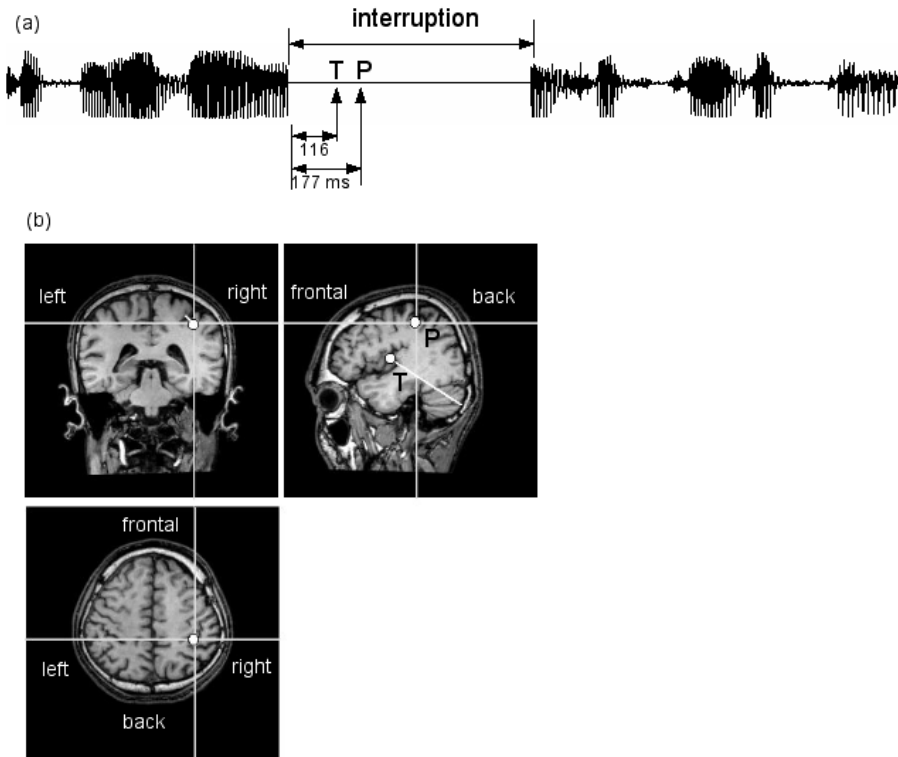 (a)
interruption
T P
116
177 ms
(b)
left right
frontal back
P
T
frontal
left right
back